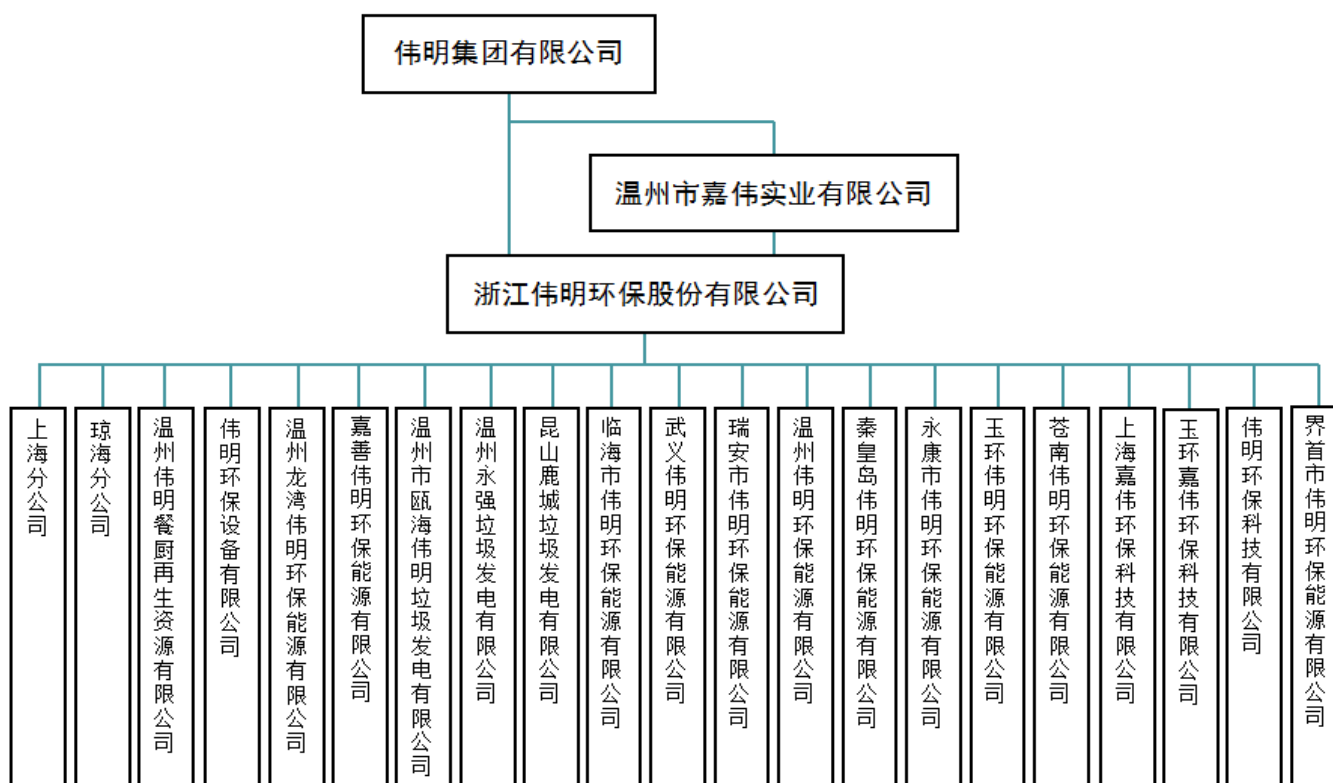 伟明集团有限公司
温州市嘉伟实业有限公司
浙江伟明环保股份有限公司
上海分公司
琼海分公司
温州伟明餐厨再生资源有限公司
伟明环保设备有限公司
温州龙湾伟明环保能源有限公司
嘉善伟明环保能源有限公司
温州市瓯海伟明垃圾发电有限公司
温州永强垃圾发电有限公司
昆山鹿城垃圾发电有限公司
临海市伟明环保能源有限公司
武义伟明环保能源有限公司
瑞安市伟明环保能源有限公司
温州伟明环保能源有限公司
秦皇岛伟明环保能源有限公司
永康市伟明环保能源有限公司
玉环伟明环保能源有限公司
苍南伟明环保能源有限公司
上海嘉伟环保科技有限公司
玉环嘉伟环保科技有限公司
伟明环保科技有限公司
界首市伟明环保能源有限公司